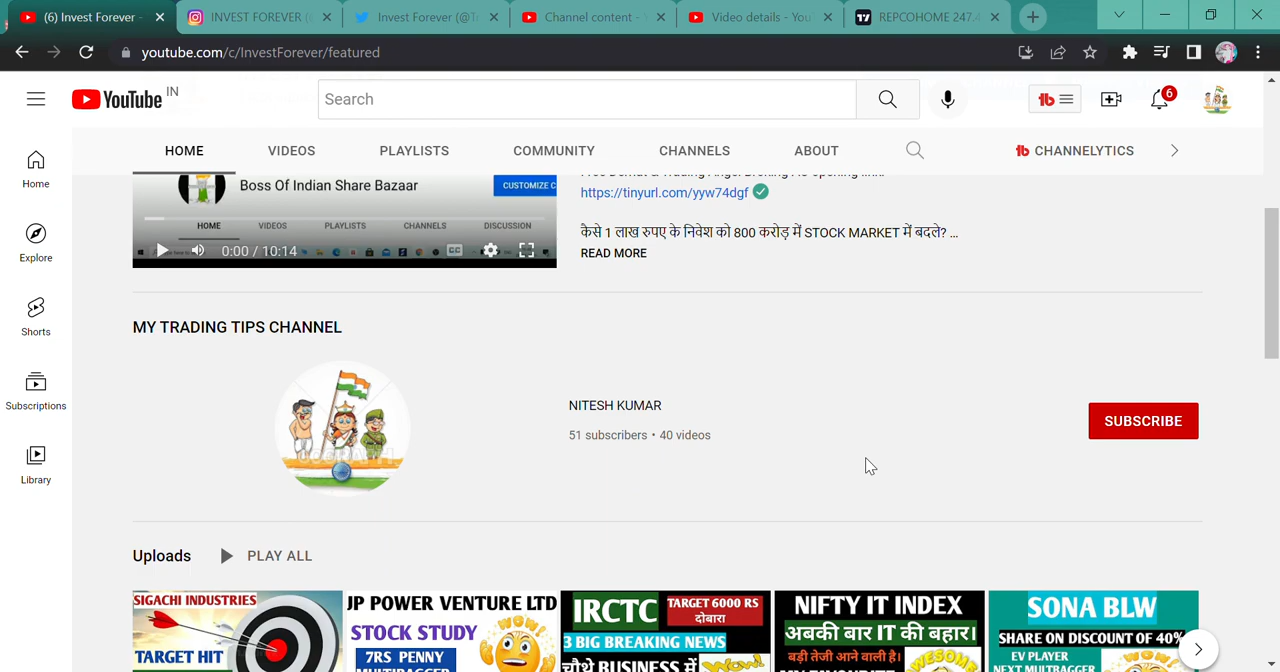 (6) Invest Forever -
INVEST FOREVER (
Invest Forever (@T
Channel content - Y
Video details - You
REPCOHOME 247.4
youtube.com/c/InvestForever/featured
YouTube IN
Search
6
HOME
VIDEOS
PLAYLISTS
COMMUNITY
CHANNELS
ABOUT
CHANNELYTICS
Boss Of Indian Share Bazaar
CUSTOMIZE C
HOME
VIDEOS
PLAYLISTS
CHANNELS
DISCUSSION
0:00 / 10:14
https://tinyurl.com/yyw74dgf
कैसे 1 लाख रुपए के निवेश को 800 करोड़ में STOCK MARKET में बदले? ...
READ MORE
Home
Explore
Shorts
Subscriptions
Library
MY TRADING TIPS CHANNEL
NITESH KUMAR
51 subscribers • 40 videos
SUBSCRIBE
Uploads
PLAY ALL
SIGACHI INDUSTRIES
TARGET HIT
JP POWER VENTURE LTD
STOCK STUDY
7RS PENNY
WOW!
IRCTC
TARGET 6000 RS
दोबारा
3 BIG BREAKING NEWS
चौथे BUSINESS में
NIFTY IT INDEX
अबकी बार IT की बहार।
बड़ी तेजी आने वाली है।
SONA BLW
SHARE ON DISCOUNT OF 40%
EV PLAYER